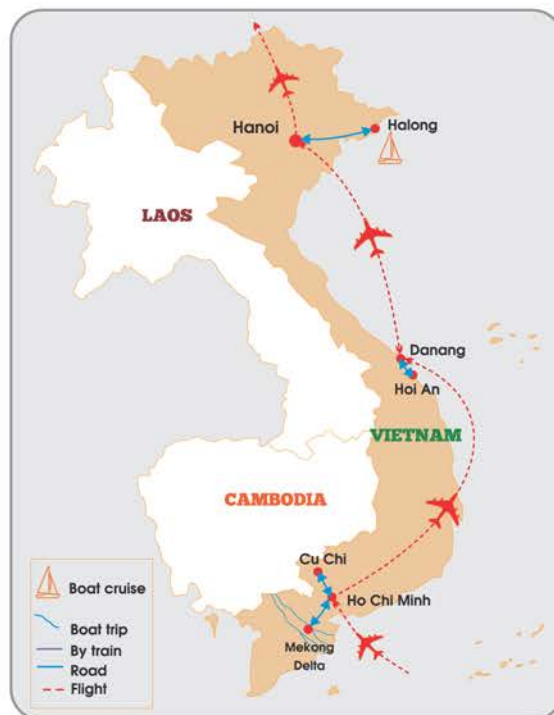 Hanoi
Halong
LAOS
Danang
Hoi An
VIETNAM
CAMBODIA
Cu Chi
Ho Chi Minh
Mekong
Delta
Boat cruise
Boat trip
By train
Road
Flight